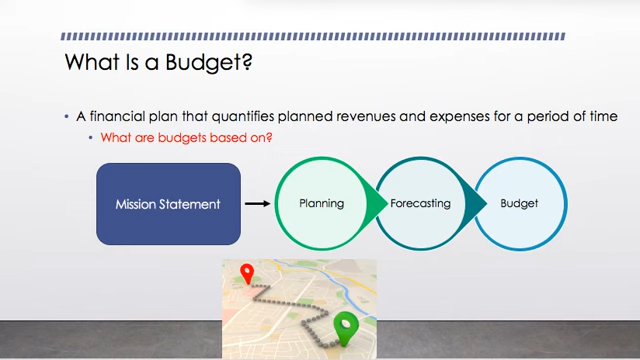 What Is a Budget?
• A financial plan that quantifies planned revenues and expenses for a period of time
• What are budgets based on?
Mission Statement
Planning
Forecasting
Budget